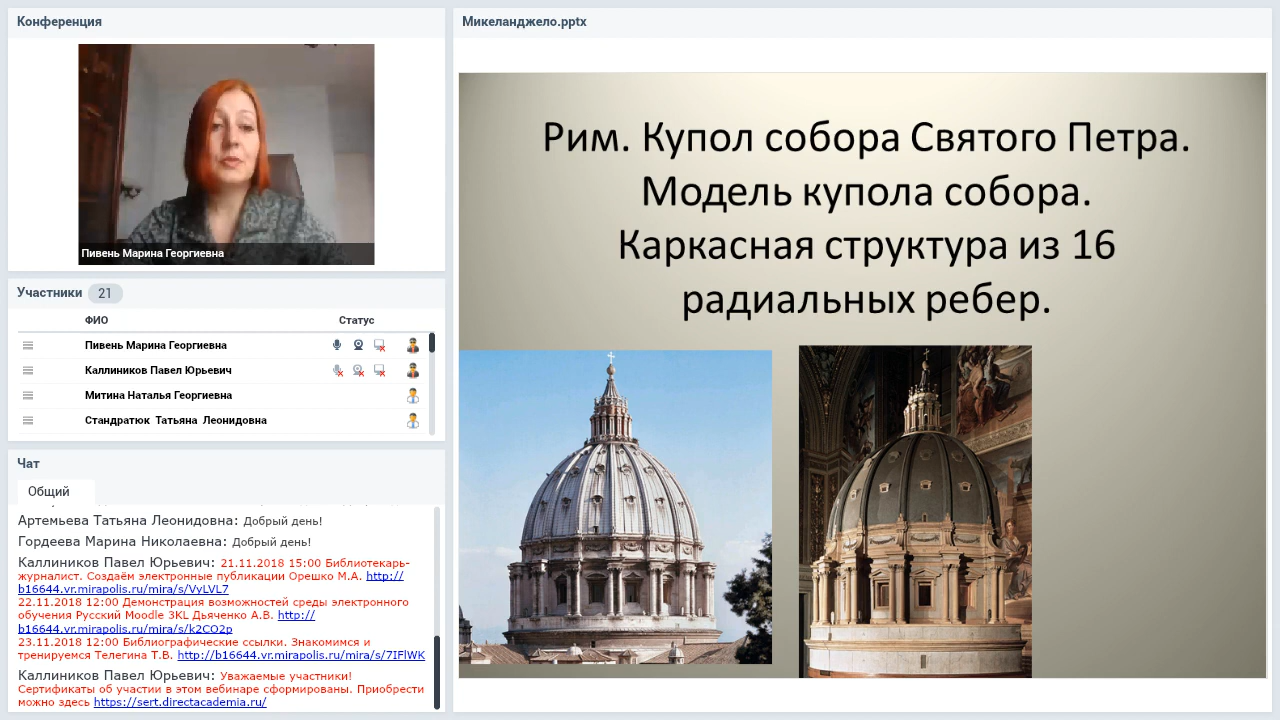 Конференция
Пивень Марина Георгиевна
Участники 21
ФИО Статус
Пивень Марина Георгиевна
Каллиников Павел Юрьевич
Митина Наталья Георгиевна
Стандратюк Татьяна Леонидовна
Чат
Общий
Артемьева Татьяна Леонидовна: Добрый день!
Гордеева Марина Николаевна: Добрый день!
Каллиников Павел Юрьевич: 21.11.2018 15:00 Библиотекарь-
журналист. Создаём электронные публикации Орешко М.А. http://
b16644.vr.mirapolis.ru/mira/s/VyLVL7
22.11.2018 12:00 Демонстрация возможностей среды электронного
обучения Русский Moodle 3KL Дьяченко А.В. http://
b16644.vr.mirapolis.ru/mira/s/k2CO2p
23.11.2018 12:00 Библиографические ссылки. Знакомимся и
тренируемся Телегина Т.В. http://b16644.vr.mirapolis.ru/mira/s/7IFlWK
Каллиников Павел Юрьевич: Уважаемые участники!
Сертификаты об участии в этом вебинаре сформированы. Приобрести
можно здесь https://sert.directacademia.ru/
Микеланджело.pptx
Рим. Купол собора Святого Петра.
Модель купола собора.
Каркасная структура из 16
радиальных ребер.